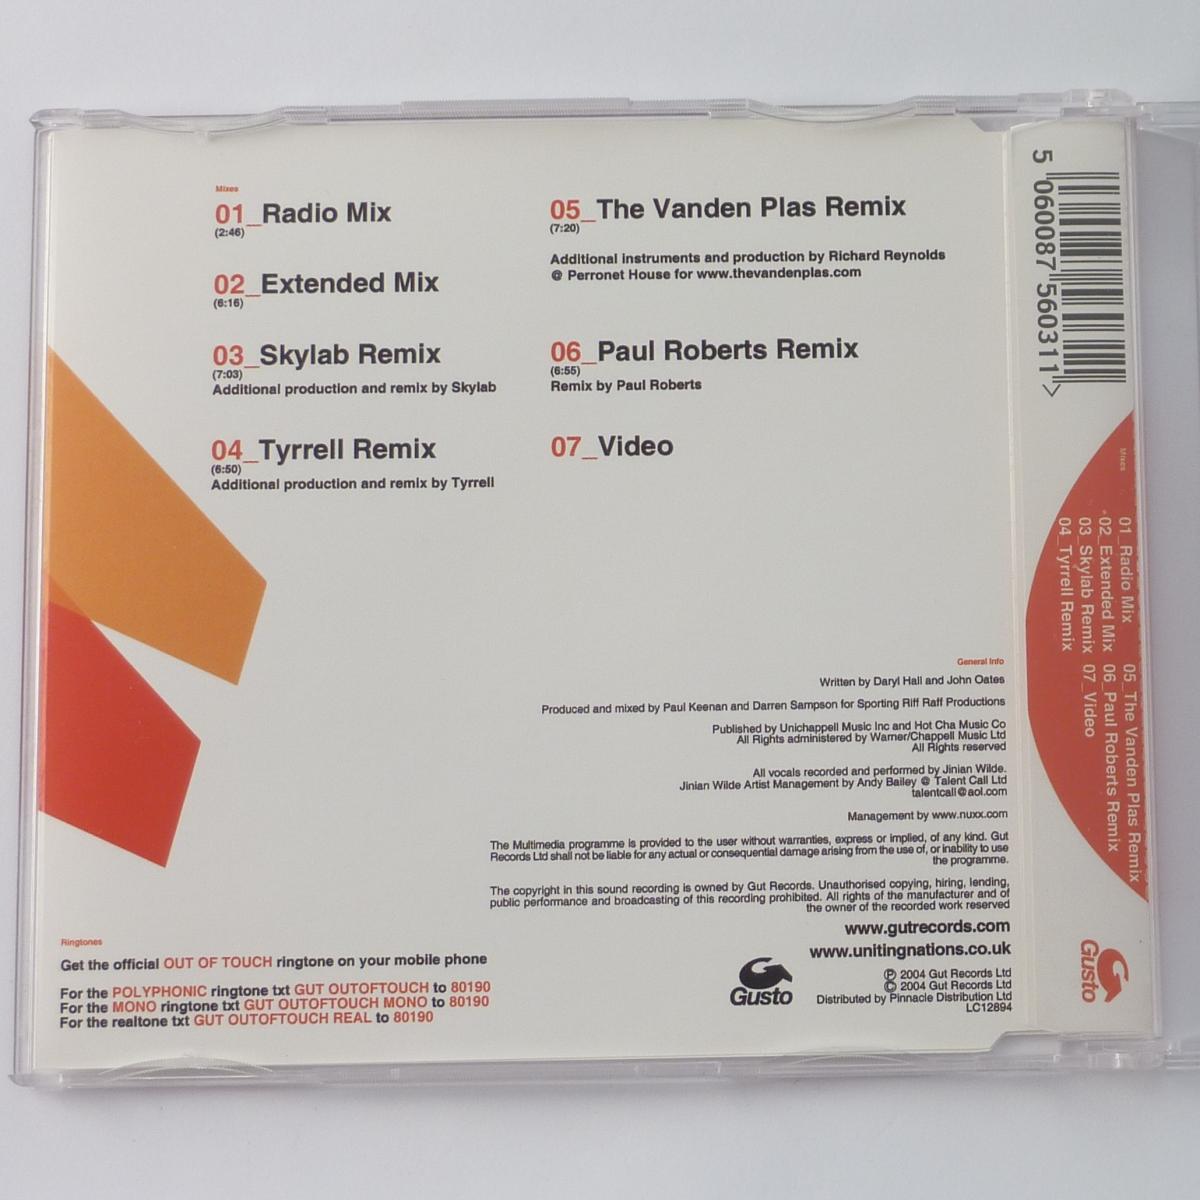 Mixes
01_Radio Mix
(2:46)
02_Extended Mix
(6:16)
03_Skylab Remix
(7:03)
Additional production and remix by Skylab
04_Tyrrell Remix
(6:50)
Additional production and remix by Tyrrell
05_The Vanden Plas Remix
(7:20)
Additional instruments and production by Richard Reynolds
@ Perronet House for www.thevandenplas.com
06_Paul Roberts Remix
(6:55)
Remix by Paul Roberts
07_Video
General Info
Written by Daryl Hall and John Oates
Produced and mixed by Paul Keenan and Darren Sampson for Sporting Riff Raff Productions
Published by Unichappell Music Inc and Hot Cha Music Co
All Rights administered by Warner/Chappell Music Ltd
All Rights reserved
All vocals recorded and performed by Jinian Wilde.
Jinian Wilde Artist Management by Andy Bailey @ Talent Call Ltd
talentcall@aol.com
Management by www.nuxx.com
The Multimedia programme is provided to the user without warranties, express or implied, of any kind. Gut
Records Ltd shall not be liable for any actual or consequential damage arising from the use of, or inability to use
the programme.
The copyright in this sound recording is owned by Gut Records. Unauthorised copying, hiring, lending,
public performance and broadcasting of this recording prohibited. All rights of the manufacturer and of
the owner of the recorded work reserved
www.gutrecords.com
www.unitingnations.co.uk
℗ 2004 Gut Records Ltd
© 2004 Gut Records Ltd
Distributed by Pinnacle Distribution Ltd
LC12894
Gusto
Ringtones
Get the official OUT OF TOUCH ringtone on your mobile phone
For the POLYPHONIC ringtone txt GUT OUTOFTOUCH to 80190
For the MONO ringtone txt GUT OUTOFTOUCH MONO to 80190
For the realtone txt GUT OUTOFTOUCH REAL to 80190
5 060087 560311 >
Mixes
01_Radio Mix
02_Extended Mix
03_Skylab Remix
04_Tyrrell Remix
05_The Vanden Plas Remix
06_Paul Roberts Remix
07_Video
Gusto